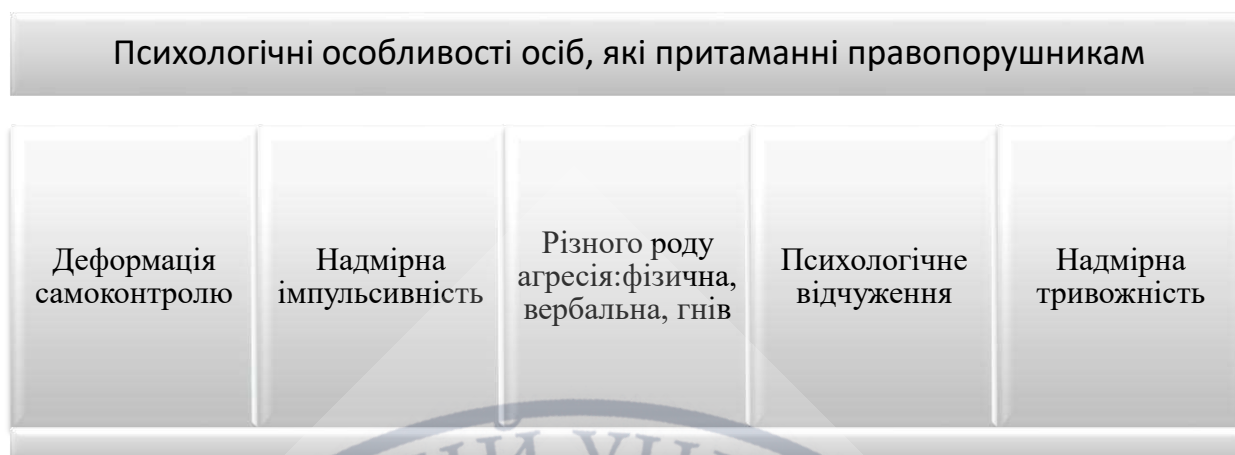 Психологічні особливості осіб, які притаманні правопорушникам
Деформація
самоконтролю
Надмірна
імпульсивність
Різного роду
агресія:фізична,
вербальна, гнів
Психологічне
відчуження
Надмірна
тривожність